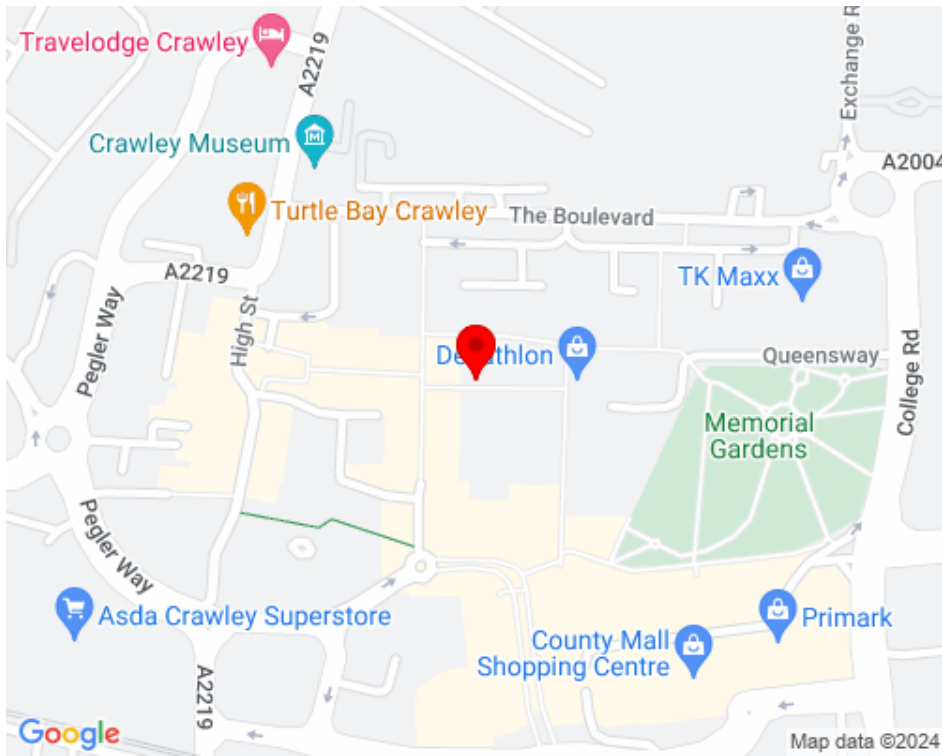 Travelodge Crawley
A2219
Exchange R
Crawley Museum
A2004
Turtle Bay Crawley
The Boulevard
A2219
TK Maxx
Pegler Way
High St
De
athlon
Queensway
College Rd
Memorial
Gardens
Pegler Way
Asda Crawley Superstore
Primark
County Mall
Shopping Centre
A2219
Google
Map data ©2024